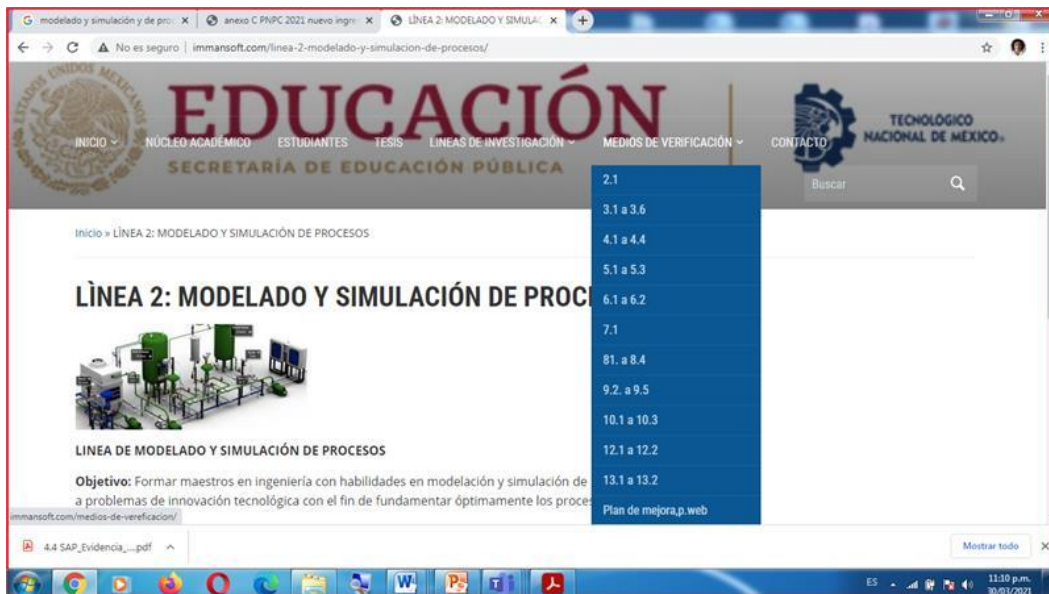 modelado y simulación y de pro
anexo C PNPC 2021 nuevo ingre
LÌNEA 2: MODELADO Y SIMULAC
No es seguro | immansoft.com/linea-2-modelado-y-simulacion-de-procesos/
EDUCACIÓN
SECRETARÍA DE EDUCACIÓN PÚBLICA
TECNOLÓGICO
NACIONAL DE MÉXICO
INICIO
NÚCLEO ACADÉMICO
ESTUDIANTES
TESIS
LINEAS DE INVESTIGACIÓN
MEDIOS DE VERIFICACIÓN
CONTACTO
Buscar
2.1
3.1 a 3.6
4.1 a 4.4
5.1 a 5.3
6.1 a 6.2
7.1
81. a 8.4
9.2. a 9.5
10.1 a 10.3
12.1 a 12.2
13.1 a 13.2
Plan de mejora,p.web
Inicio » LÌNEA 2: MODELADO Y SIMULACIÓN DE PROCESOS
LÌNEA 2: MODELADO Y SIMULACIÓN DE PROC
LINEA DE MODELADO Y SIMULACIÓN DE PROCESOS
Objetivo: Formar maestros en ingeniería con habilidades en modelación y simulación de
a problemas de innovación tecnológica con el fin de fundamentar óptimamente los proce
immansoft.com/medios-de-vereficacion/
4.4 SAP_Evidencia_....pdf
Mostrar todo
ES
11:10 p.m.
30/03/2021